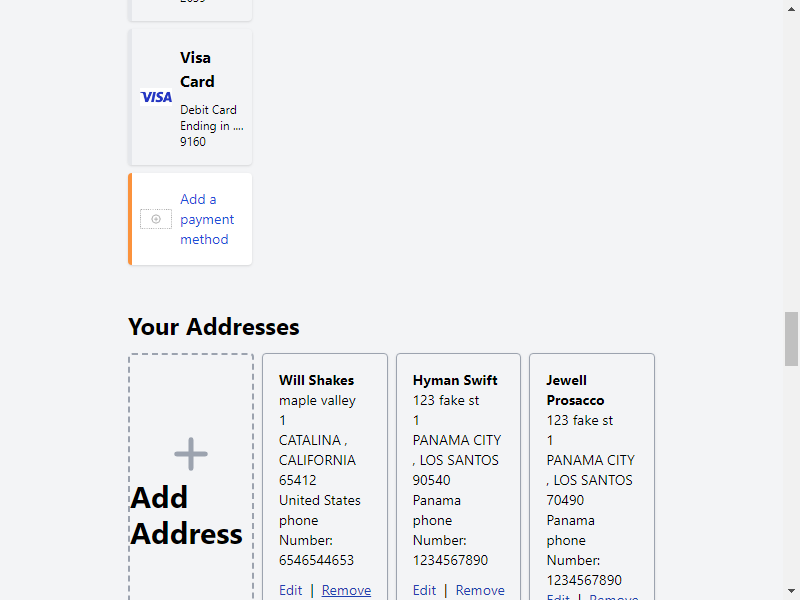 2099
Visa
Card
VISA
Debit Card
Ending in ....
9160
Add a
payment
method
Your Addresses
Add
Address
Will Shakes
maple valley
1
CATALINA ,
CALIFORNIA
65412
United States
phone
Number:
6546544653
Edit | Remove
Hyman Swift
123 fake st
1
PANAMA CITY
, LOS SANTOS
90540
Panama
phone
Number:
1234567890
Edit | Remove
Jewell
Prosacco
123 fake st
1
PANAMA CITY
, LOS SANTOS
70490
Panama
phone
Number:
1234567890
Edit | Remove